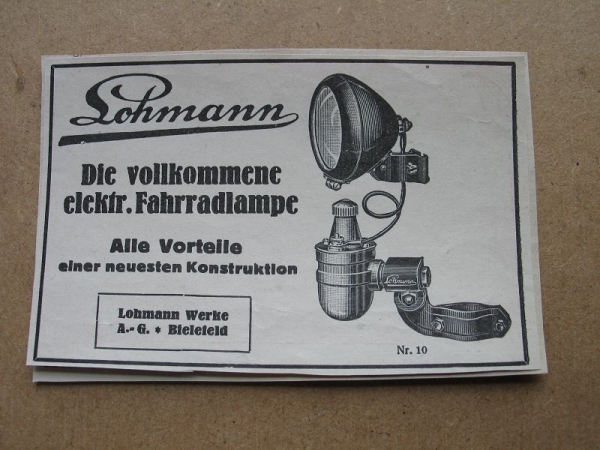 Lohmann
Die vollkommene
elektr. Fahrradlampe
Alle Vorteile
einer neuesten Konstruktion
Lohmann Werke
A.-G. * Bielefeld
Lohmann
Nr. 10